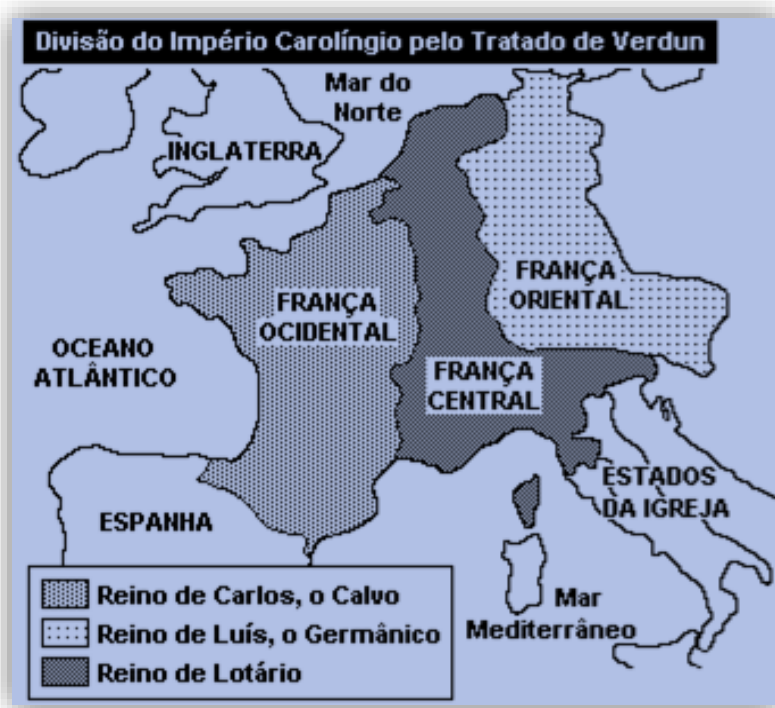 Divisão do Império Carolíngio pelo Tratado de Verdun
Mar do
Norte
INGLATERRA
FRANÇA
ORIENTAL
FRANÇA
OCIDENTAL
OCEANO
ATLÂNTICO
FRANÇA
CENTRAL
ESTADOS
DA IGREJA
ESPANHA
Mar
Mediterrâneo
Reino de Carlos, o Calvo
Reino de Luís, o Germânico
Reino de Lotário